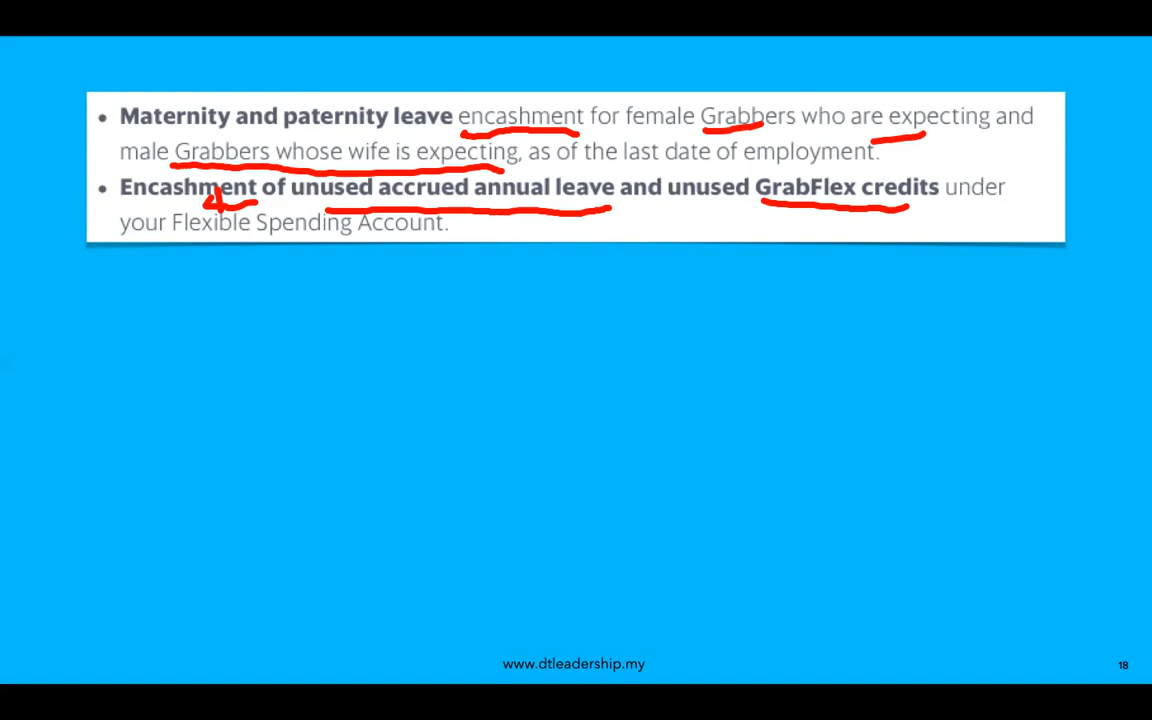 • Maternity and paternity leave encashment for female Grabbers who are expecting and
male Grabbers whose wife is expecting, as of the last date of employment.
• Encashment of unused accrued annual leave and unused GrabFlex credits under
your Flexible Spending Account.
www.dtleadership.my
18